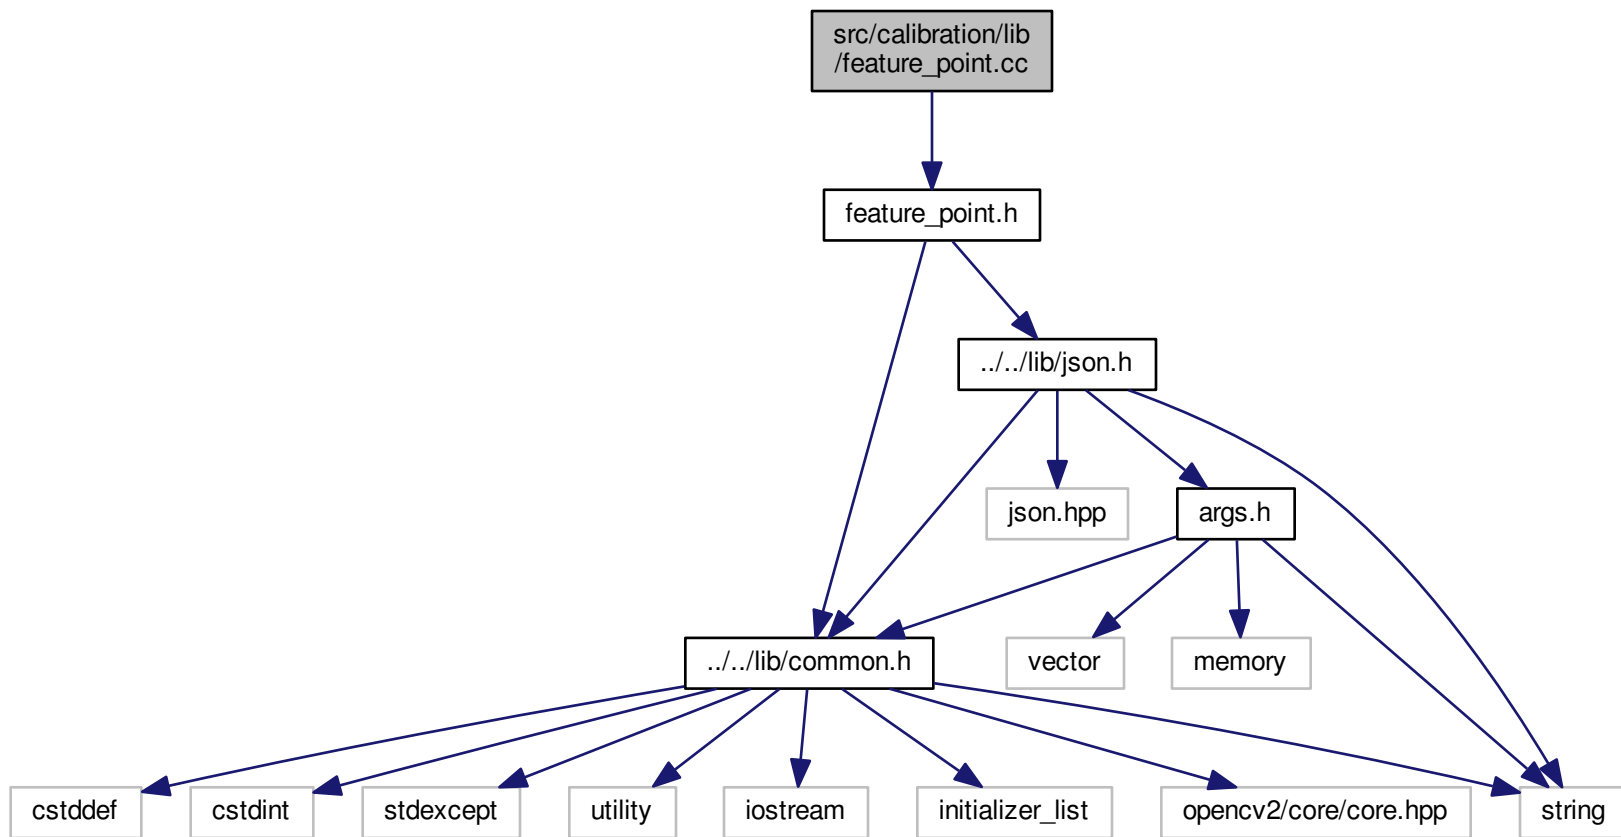 src/calibration/lib
/feature_point.cc
feature_point.h
../../lib/json.h
json.hpp
args.h
../../lib/common.h
vector
memory
cstddef
cstdint
stdexcept
utility
iostream
initializer_list
opencv2/core/core.hpp
string